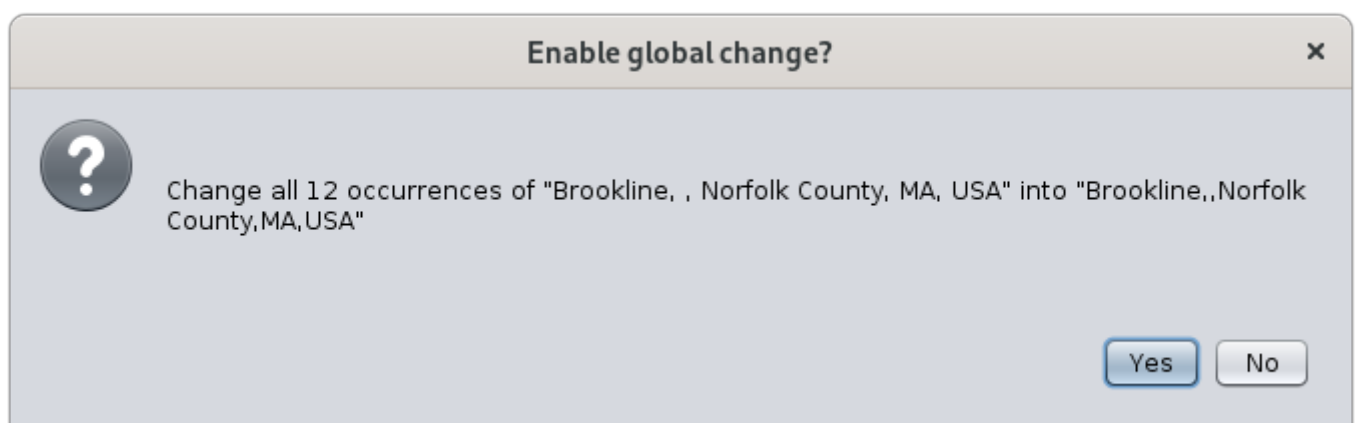 Enable global change?
Change all 12 occurrences of "Brookline, , Norfolk County, MA, USA" into "Brookline,,Norfolk
County,MA,USA"
Yes No